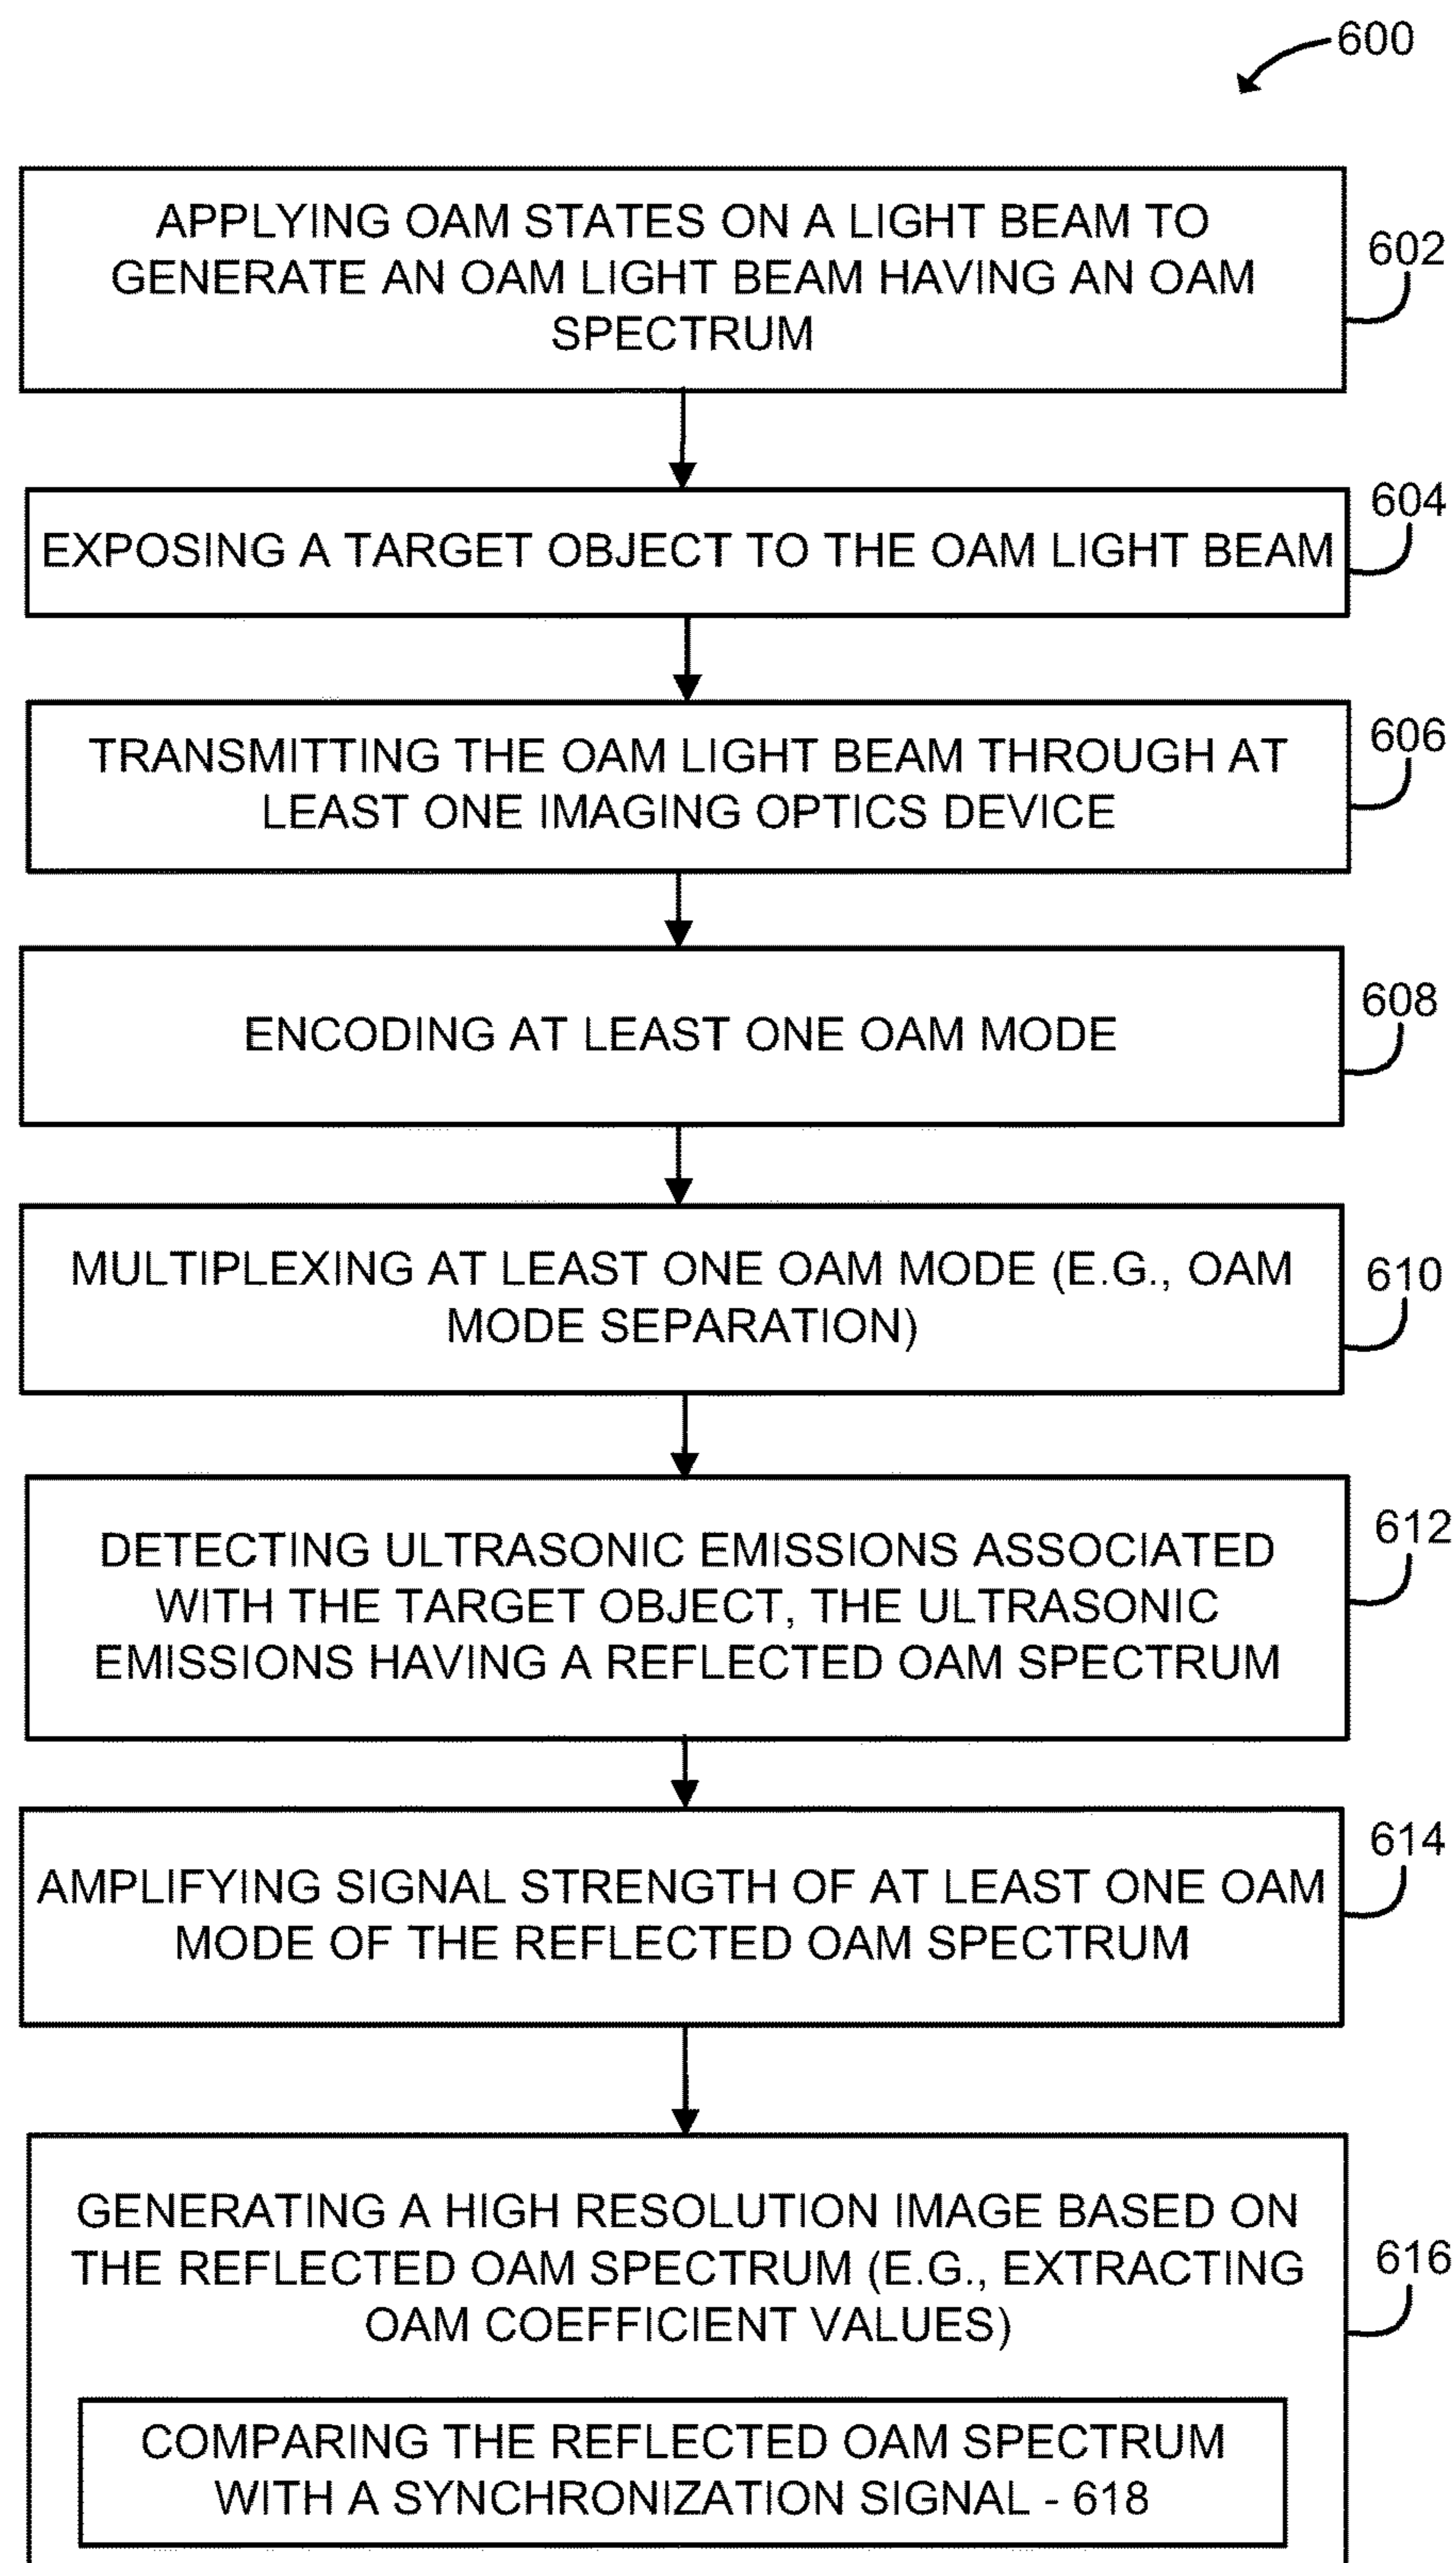 600
APPLYING OAM STATES ON A LIGHT BEAM TO
GENERATE AN OAM LIGHT BEAM HAVING AN OAM
SPECTRUM
602
EXPOSING A TARGET OBJECT TO THE OAM LIGHT BEAM
604
TRANSMITTING THE OAM LIGHT BEAM THROUGH AT
LEAST ONE IMAGING OPTICS DEVICE
606
ENCODING AT LEAST ONE OAM MODE
608
MULTIPLEXING AT LEAST ONE OAM MODE (E.G., OAM
MODE SEPARATION)
610
DETECTING ULTRASONIC EMISSIONS ASSOCIATED
WITH THE TARGET OBJECT, THE ULTRASONIC
EMISSIONS HAVING A REFLECTED OAM SPECTRUM
612
AMPLIFYING SIGNAL STRENGTH OF AT LEAST ONE OAM
MODE OF THE REFLECTED OAM SPECTRUM
614
GENERATING A HIGH RESOLUTION IMAGE BASED ON
THE REFLECTED OAM SPECTRUM (E.G., EXTRACTING
OAM COEFFICIENT VALUES)
616
COMPARING THE REFLECTED OAM SPECTRUM
WITH A SYNCHRONIZATION SIGNAL - 618